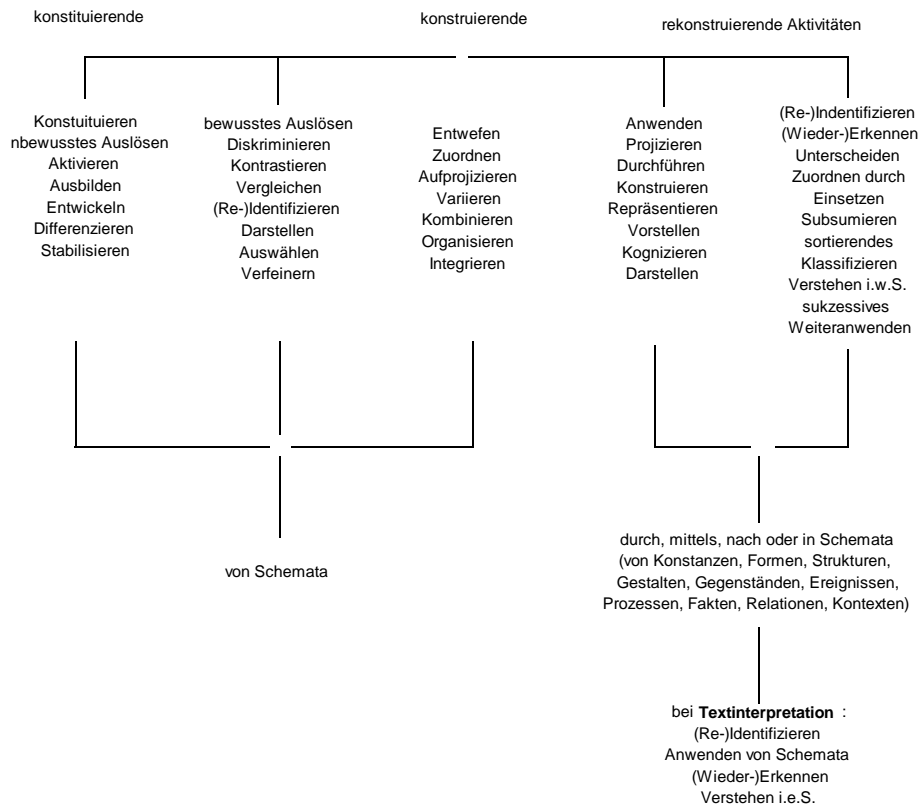 konstituierende
konstruierende
rekonstruierende Aktivitäten
Konstuituieren
nbewusstes Auslösen
Aktivieren
Ausbilden
Entwickeln
Differenzieren
Stabilisieren
bewusstes Auslösen
Diskriminieren
Kontrastieren
Vergleichen
(Re-)Identifizieren
Darstellen
Auswählen
Verfeinern
Entwefen
Zuordnen
Aufprojizieren
Variieren
Kombinieren
Organisieren
Integrieren
Anwenden
Projizieren
Durchführen
Konstruieren
Repräsentieren
Vorstellen
Kognizieren
Darstellen
(Re-)Indentifizieren
(Wieder-)Erkennen
Unterscheiden
Zuordnen durch
Einsetzen
Subsumieren
sortierendes
Klassifizieren
Verstehen i.w.S.
sukzessives
Weiteranwenden
von Schemata
durch, mittels, nach oder in Schemata
(von Konstanzen, Formen, Strukturen,
Gestalten, Gegenständen, Ereignissen,
Prozessen, Fakten, Relationen, Kontexten)
bei Textinterpretation :
(Re-)Identifizieren
Anwenden von Schemata
(Wieder-)Erkennen
Verstehen i.e.S.